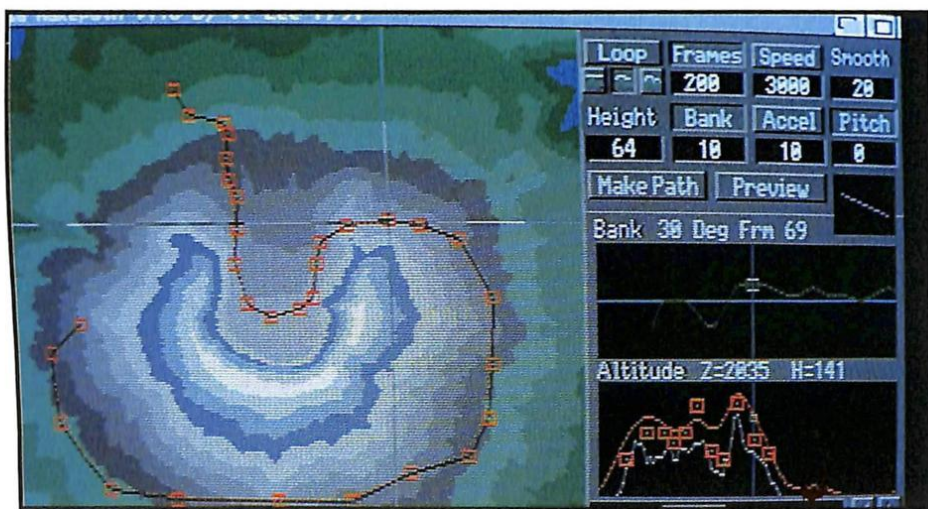 Loop Frames Speed Smooth
200 3000 20
Height Bank Accel Pitch
64 10 10 0
Make Path Preview
Bank 30 Deg Frm 69
Altitude Z=2035 H=141